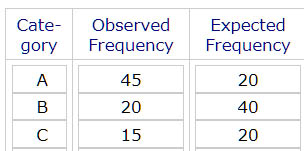 Cate-   Observed   Expected
gory   Frequency   Frequency
A   45   20
B   20   40
C   15   20